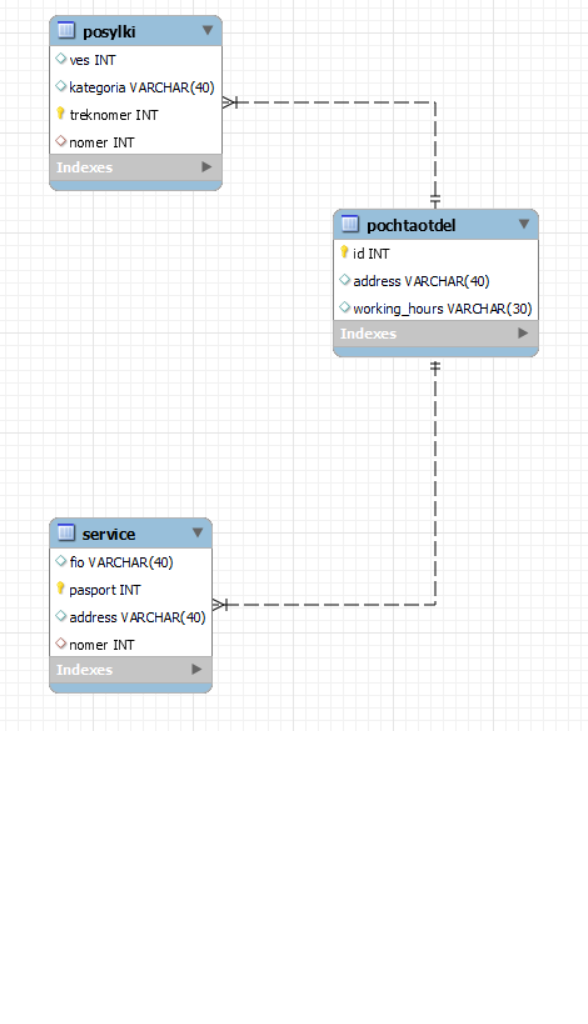 posylki
ves INT
kategoria VARCHAR(40)
treknomer INT
nomer INT
Indexes
pochtaotdel
id INT
address VARCHAR(40)
working_hours VARCHAR(30)
Indexes
service
fio VARCHAR(40)
pasport INT
address VARCHAR(40)
nomer INT
Indexes